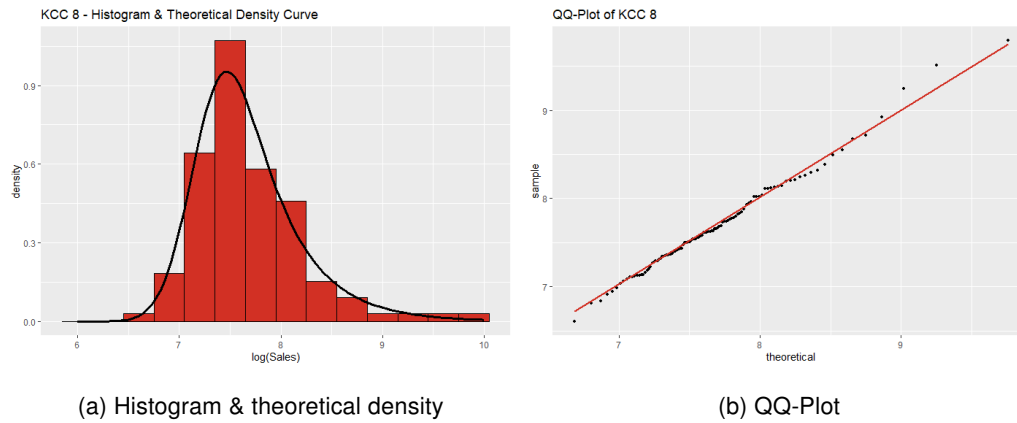 KCC 8 - Histogram & Theoretical Density Curve
0.9
0.6
0.3
0.0
density
6 7 8 9 10
log(Sales)
(a) Histogram & theoretical density
QQ-Plot of KCC 8
9
8
7
sample
7 8 9
theoretical
(b) QQ-Plot